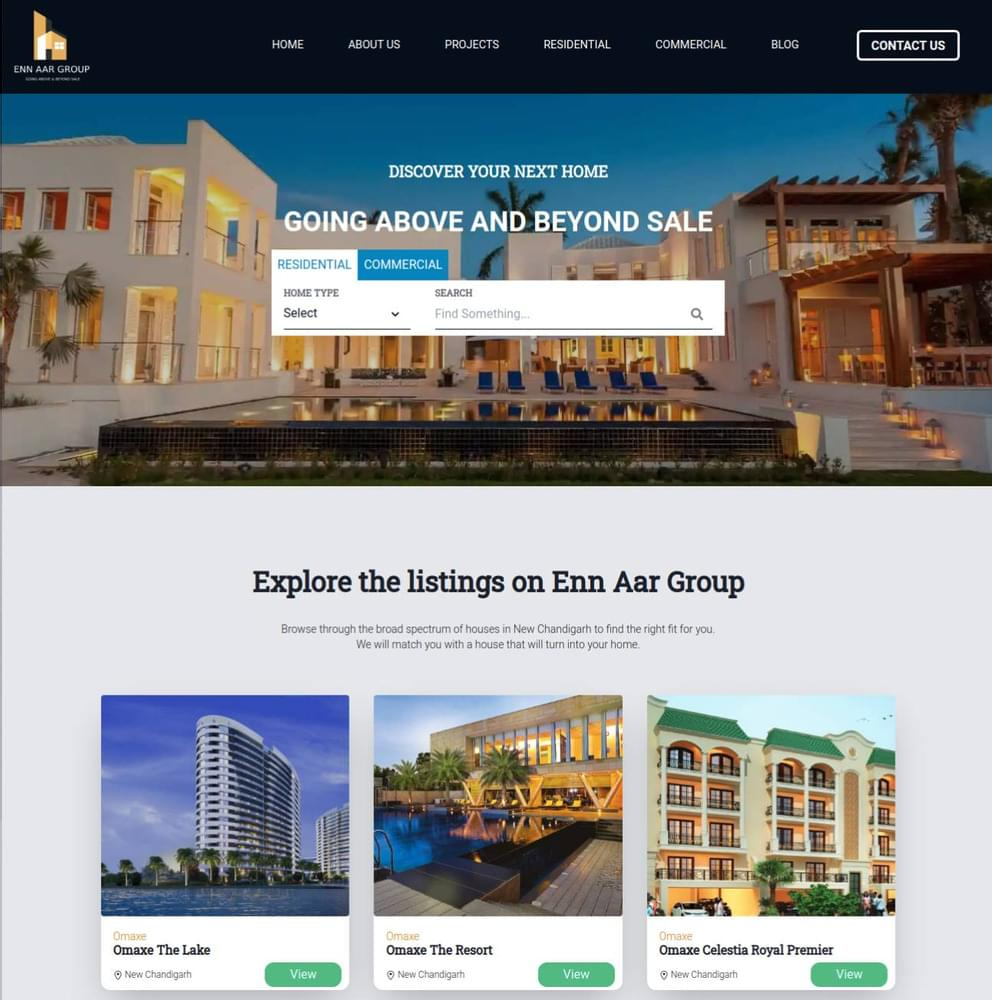 ENN AAR GROUP
GOING ABOVE & BEYOND SALE
HOME
ABOUT US
PROJECTS
RESIDENTIAL
COMMERCIAL
BLOG
CONTACT US
DISCOVER YOUR NEXT HOME
GOING ABOVE AND BEYOND SALE
RESIDENTIAL
COMMERCIAL
HOME TYPE
SEARCH
Select
Find Something...
Explore the listings on Enn Aar Group
Browse through the broad spectrum of houses in New Chandigarh to find the right fit for you.
We will match you with a house that will turn into your home.
Omaxe
Omaxe The Lake
New Chandigarh
View
Omaxe
Omaxe The Resort
New Chandigarh
View
Omaxe
Omaxe Celestia Royal Premier
New Chandigarh
View